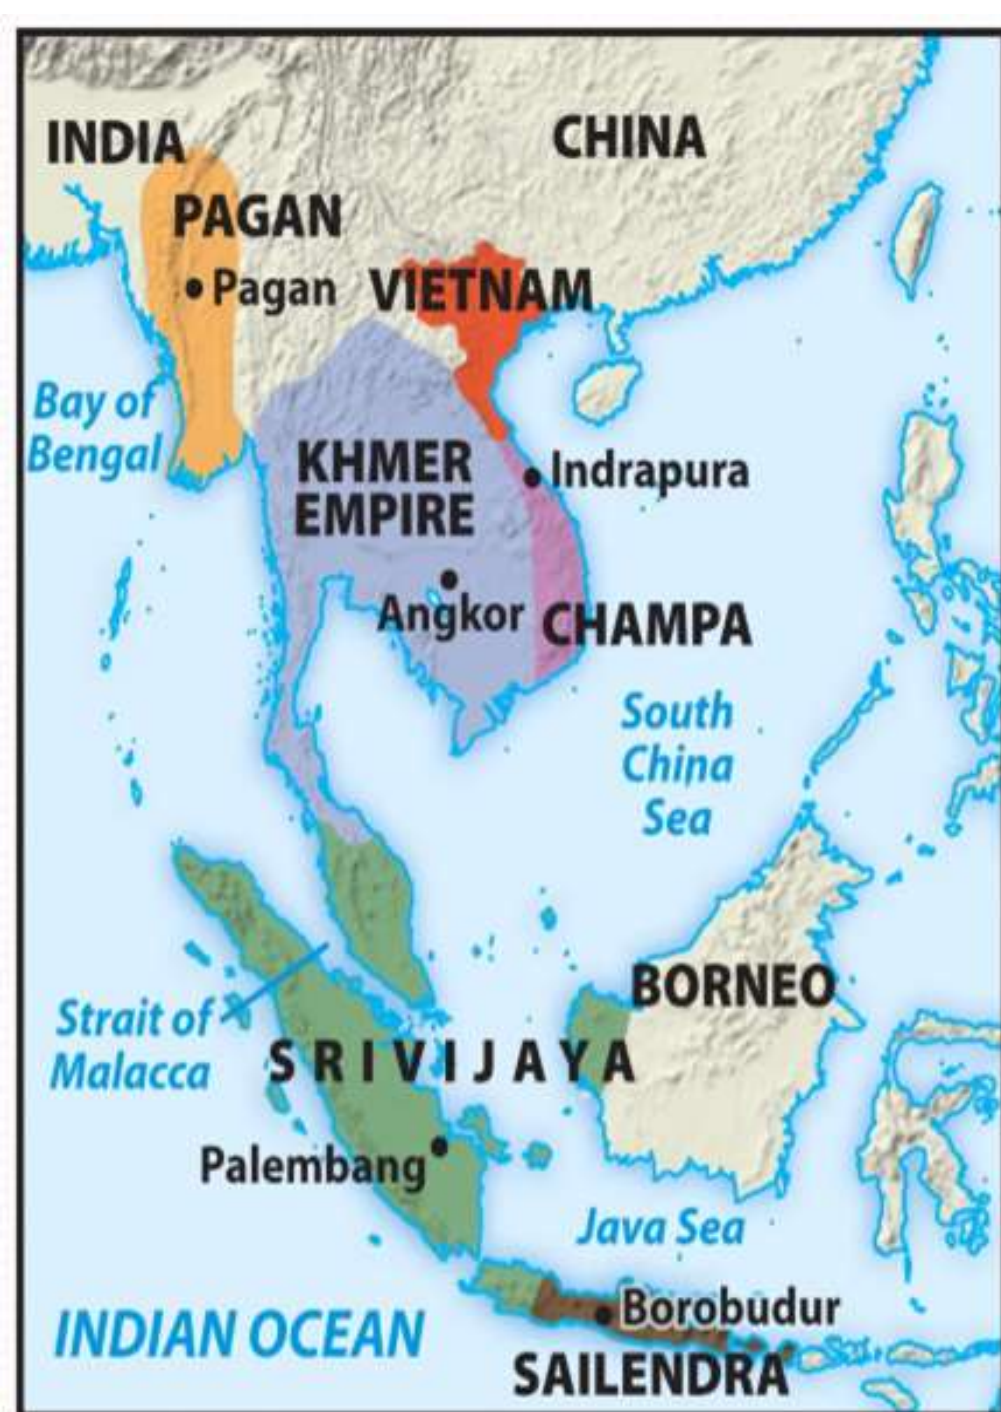 INDIA
CHINA
PAGAN
Pagan
VIETNAM
Bay of
Bengal
KHMER
EMPIRE
Indrapura
Angkor
CHAMPA
South
China
Sea
BORNEO
Strait of
Malacca
SRIVIJAYA
Palembang
Java Sea
INDIAN OCEAN
Borobudur
SAILENDRA